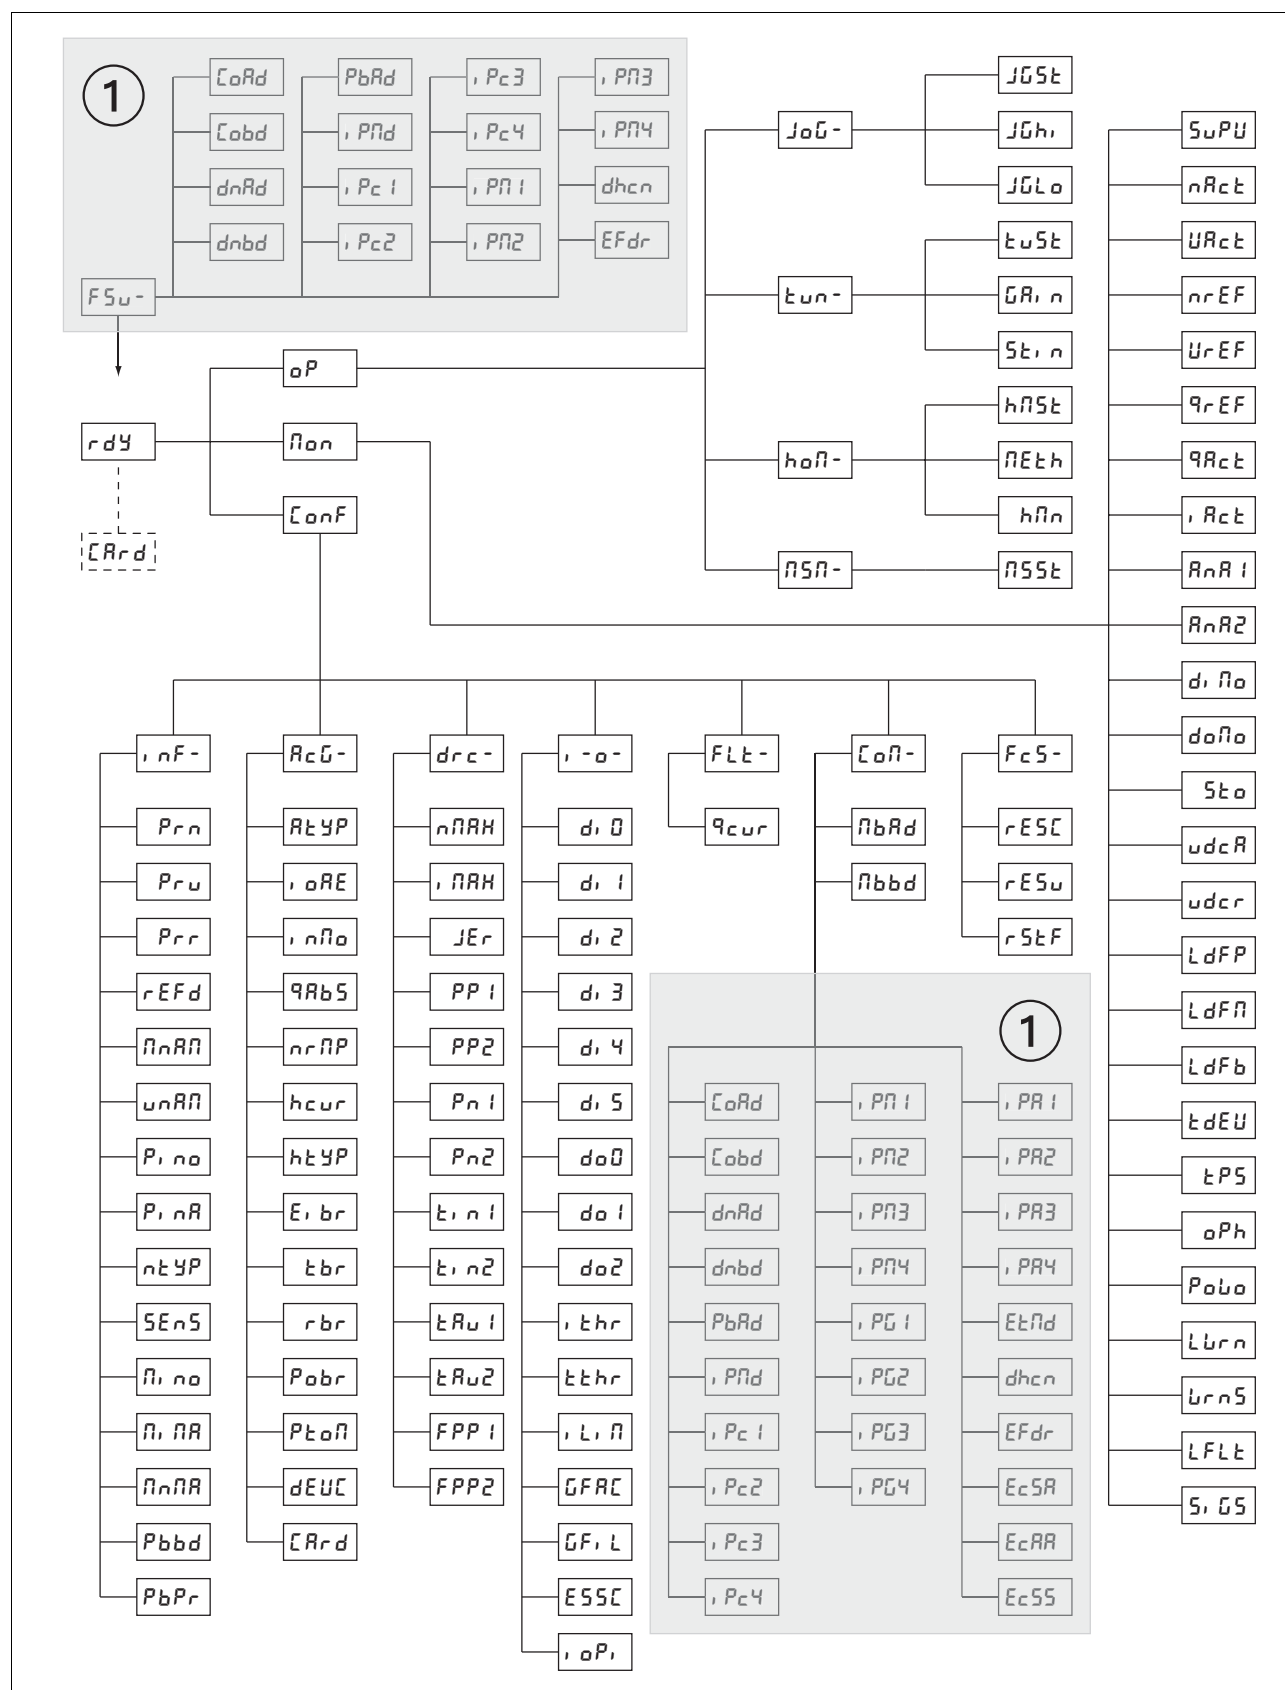 1
CoAd
PbAd
iPc3
iPM3
Cobd
iPMd
iPc4
iPM4
dnAd
iPc1
iPM1
dhcn
dnbd
iPc2
iPM2
EFdr
FSu-
rdY
CArd
oP
Mon
ConF
JoG-
JGSt
JGhi
JGLo
tun-
tuSt
GAin
Stin
hoM-
hMSt
MEth
hMn
MSM-
MSSt
SuPV
nAct
VAct
nrEF
VrEF
qrEF
qAct
iAct
AnA1
AnA2
diMo
doMo
Sto
udcA
udcr
LdFP
LdFM
LdFb
tdEV
tPS
oPh
PoWo
LWrn
WrnS
LFLt
SiGS
inF-
Prn
Pru
Prr
rEFd
MnAM
unAM
Pino
PinA
ntYP
SEnS
Mino
MiMA
MnMA
Pbbd
PbPr
AcG-
AtYP
ioAE
inMo
qAbS
nrMP
hcur
htYP
Eibr
tbr
rbr
Pobr
PtoM
dEVC
CArd
drc-
nMAX
iMAX
JEr
PP1
PP2
Pn1
Pn2
tin1
tin2
tAu1
tAu2
FPP1
FPP2
i-o-
di0
di1
di2
di3
di4
di5
do0
do1
do2
ithr
tthr
iLiM
GFAC
GFiL
ESSC
ioPi
FLt-
qcur
CoM-
MbAd
Mbbd
FcS-
rESC
rESu
rStF
1
CoAd
Cobd
dnAd
dnbd
PbAd
iPMd
iPc1
iPc2
iPc3
iPc4
iPM1
iPM2
iPM3
iPM4
iPG1
iPG2
iPG3
iPG4
iPA1
iPA2
iPA3
iPA4
EtMd
dhcn
EFdr
EcSA
EcAA
EcSS